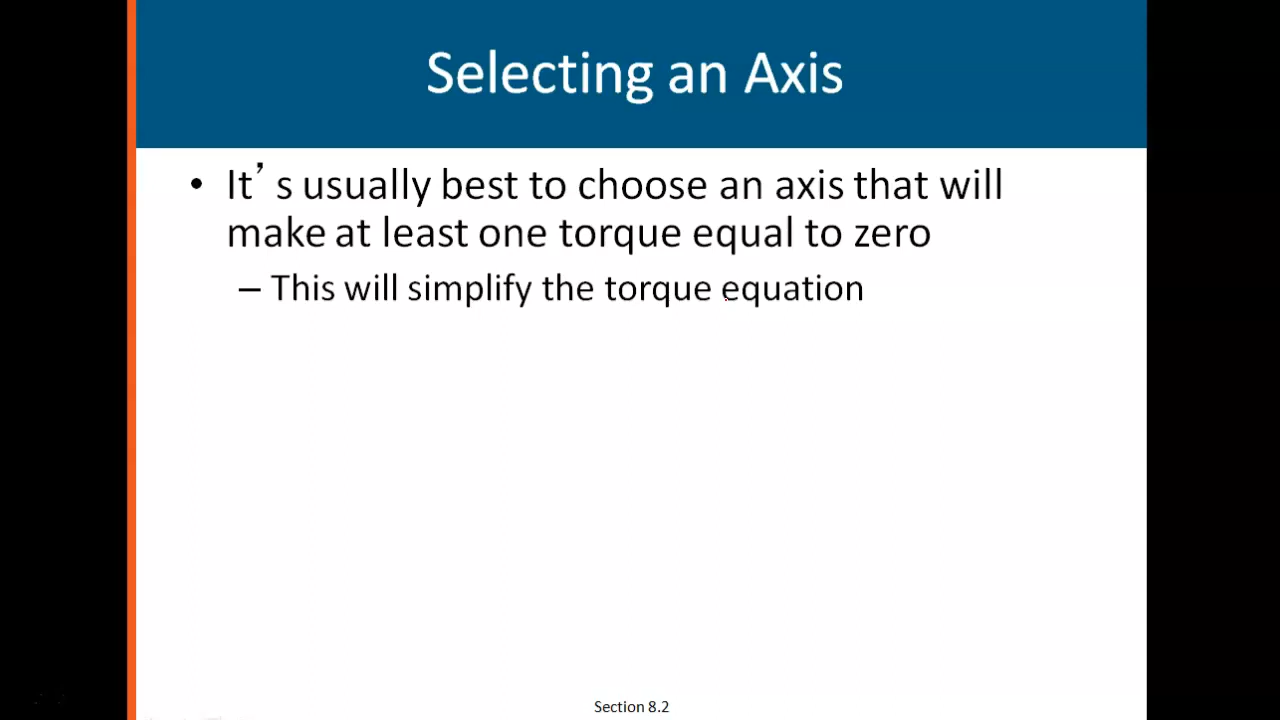 Selecting an Axis
• It’s usually best to choose an axis that will
make at least one torque equal to zero
– This will simplify the torque equation
Section 8.2